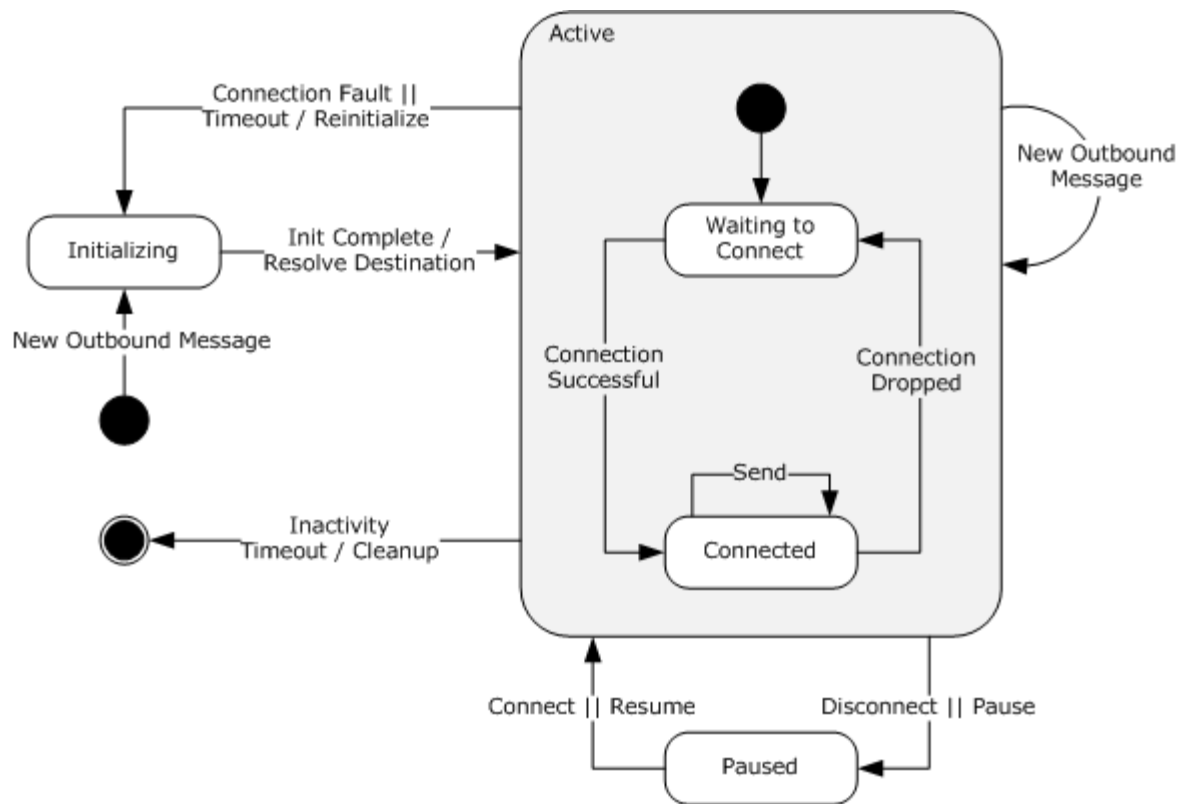 Active
Connection Fault ||
Timeout / Reinitialize
New Outbound
Message
Waiting to
Connect
Initializing
Init Complete /
Resolve Destination
New Outbound Message
Connection
Successful
Connection
Dropped
Send
Inactivity
Timeout / Cleanup
Connected
Connect || Resume
Disconnect || Pause
Paused